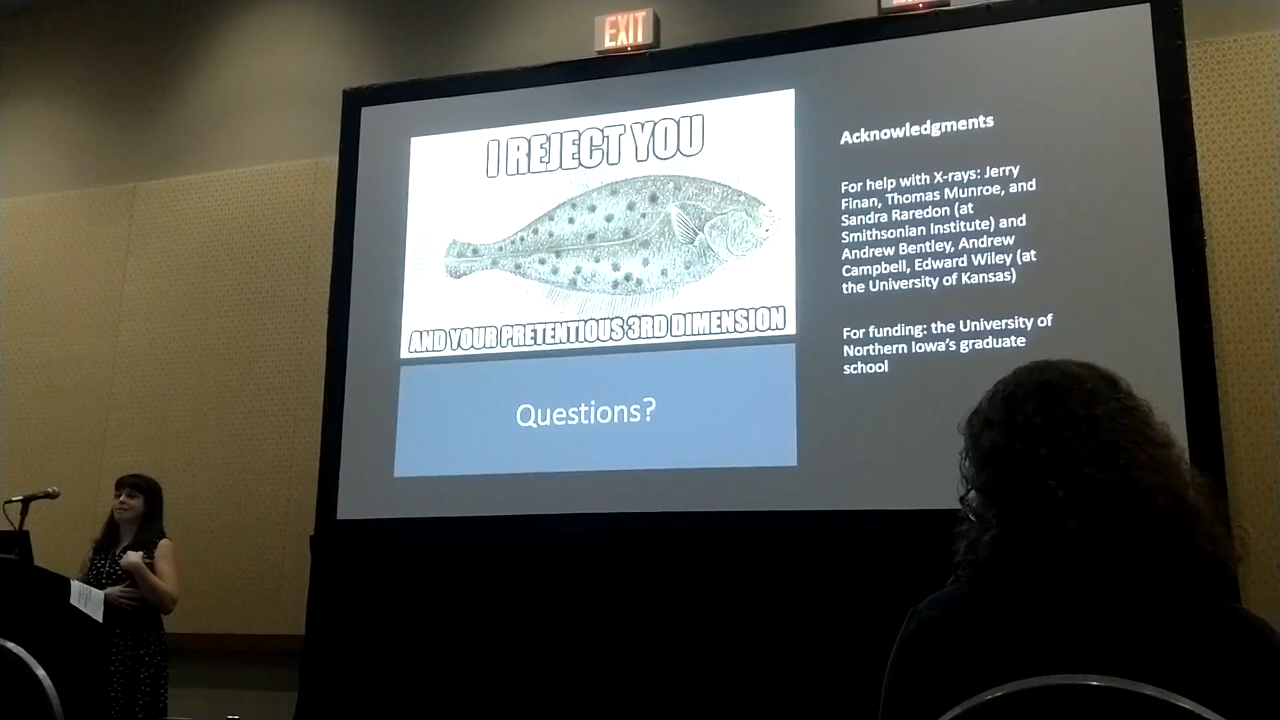 EXIT
I REJECT YOU
AND YOUR PRETENTIOUS 3RD DIMENSION
Questions?
Acknowledgments
For help with X-rays: Jerry
Finan, Thomas Munroe, and
Sandra Raredon (at
Smithsonian Institute) and
Andrew Bentley, Andrew
Campbell, Edward Wiley (at
the University of Kansas)
For funding: the University of
Northern Iowa's graduate
school